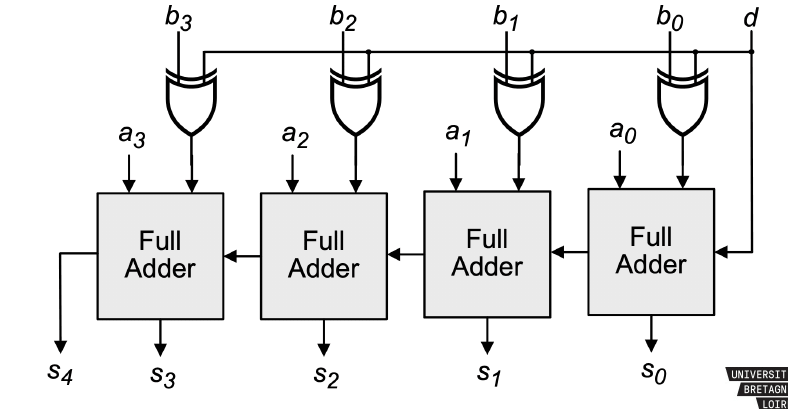 b3 b2 b1 b0 d
a3 a2 a1 a0
Full Adder
Full Adder
Full Adder
Full Adder
s4 s3 s2 s1 s0
UNIVERSIT
BRETAGN
LOIR